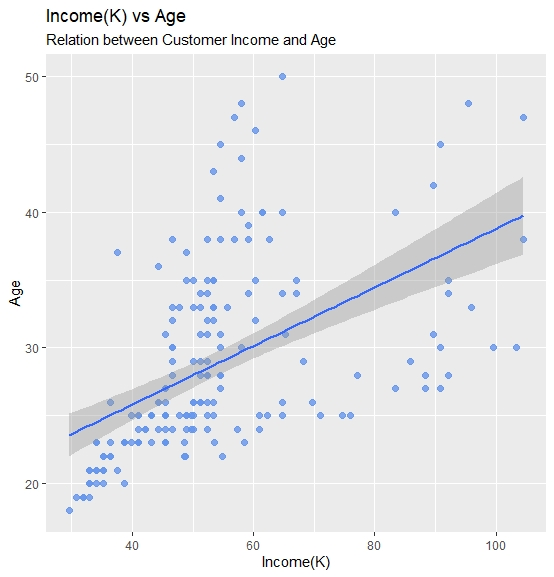 Income(K) vs Age
Relation between Customer Income and Age
50
40
30
20
Age
40 60 80 100
Income(K)